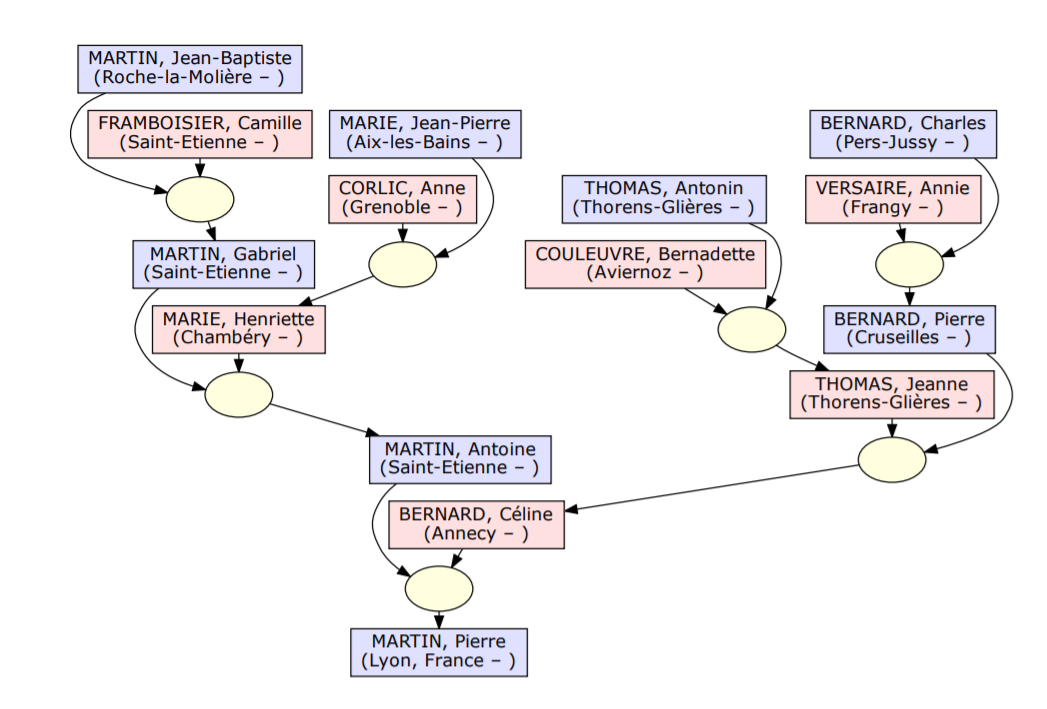 MARTIN, Jean-Baptiste
(Roche-la-Molière – )
FRAMBOISIER, Camille
(Saint-Etienne – )
MARIE, Jean-Pierre
(Aix-les-Bains – )
BERNARD, Charles
(Pers-Jussy – )
CORLIC, Anne
(Grenoble – )
THOMAS, Antonin
(Thorens-Glières – )
VERSAIRE, Annie
(Frangy – )
MARTIN, Gabriel
(Saint-Etienne – )
COULEUVRE, Bernadette
(Aviernoz – )
MARIE, Henriette
(Chambéry – )
BERNARD, Pierre
(Cruseilles – )
THOMAS, Jeanne
(Thorens-Glières – )
MARTIN, Antoine
(Saint-Etienne – )
BERNARD, Céline
(Annecy – )
MARTIN, Pierre
(Lyon, France – )